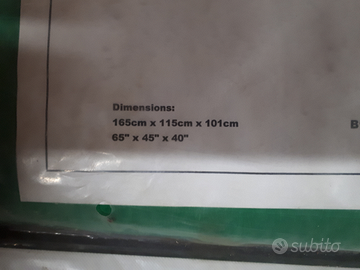 Dimensions:
165cm x 115cm x 101cm
65" x 45" x 40"
B
subito